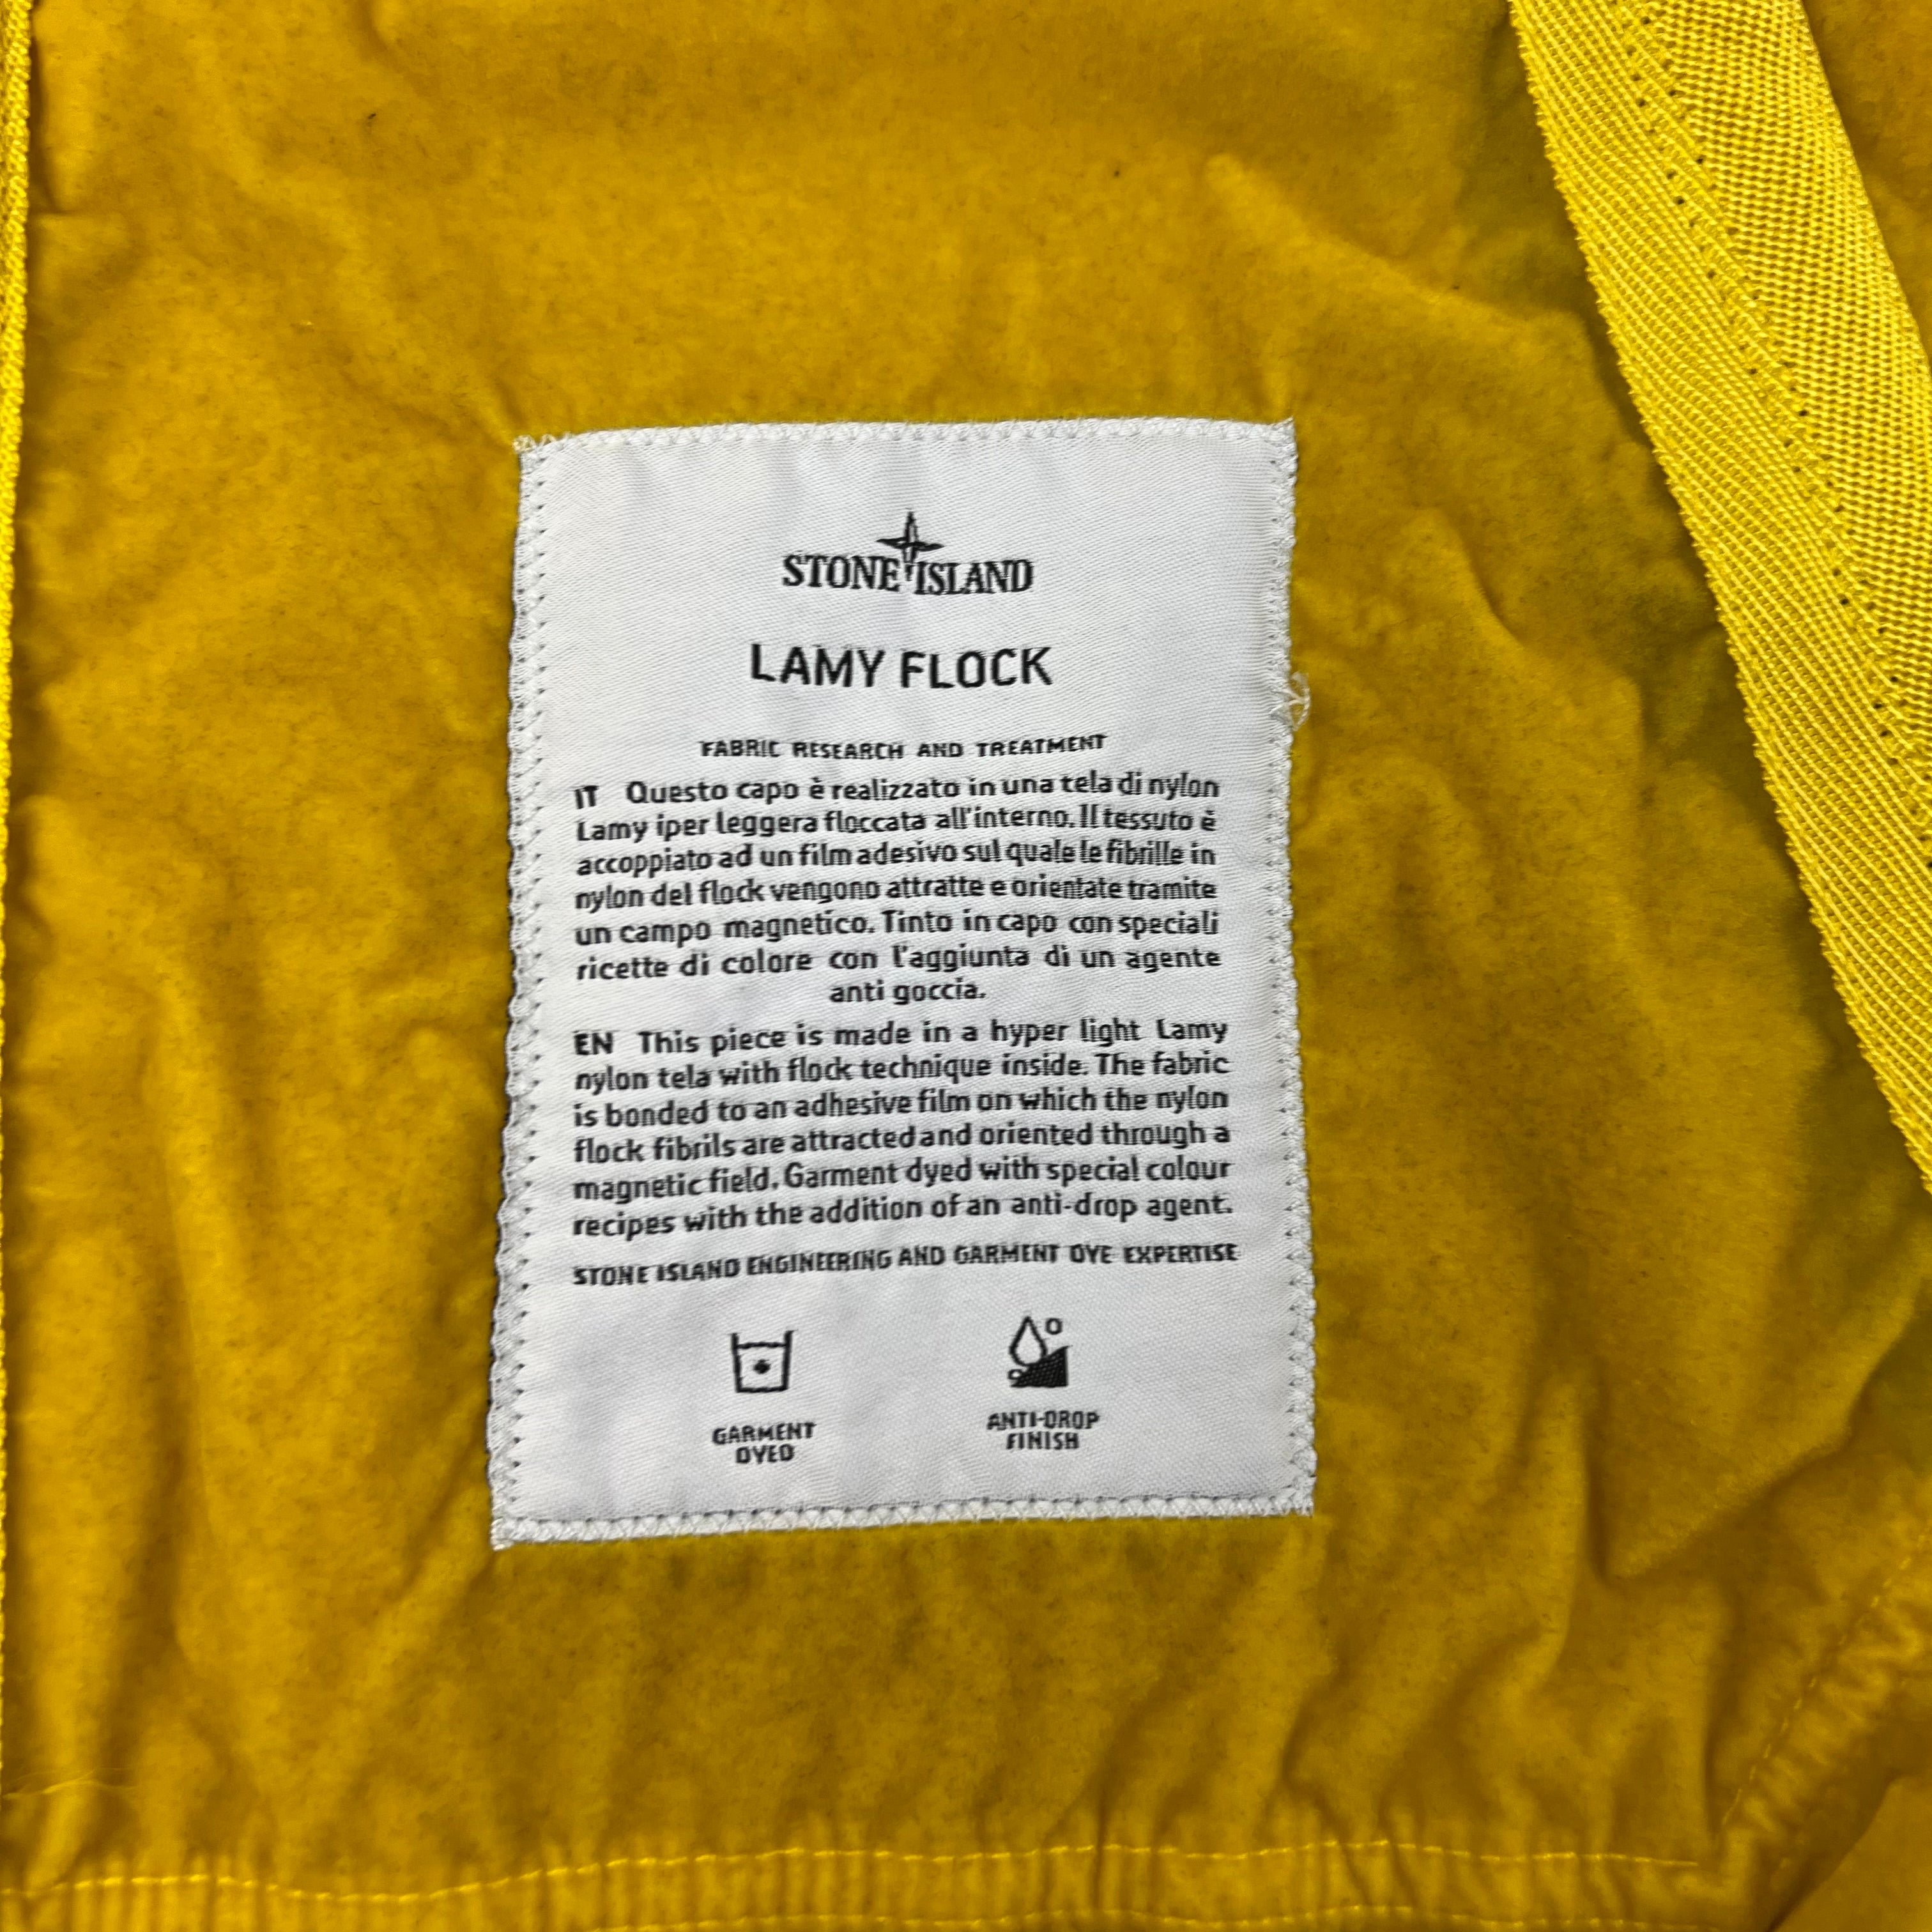 STONE ISLAND
LAMY FLOCK
FABRIC RESEARCH AND TREATMENT
IT Questo capo è realizzato in una tela di nylon
Lamy iper leggera floccata all'interno. Il tessuto è
accoppiato ad un film adesivo sul quale le fibrille in
nylon del flock vengono attratte e orientate tramite
un campo magnetico. Tinto in capo con speciali
ricette di colore con l'aggiunta di un agente
anti goccia.
EN This piece is made in a hyper light Lamy
nylon tela with flock technique inside. The fabric
is bonded to an adhesive film on which the nylon
flock fibrils are attracted and oriented through a
magnetic field. Garment dyed with special colour
recipes with the addition of an anti-drop agent.
STONE ISLAND ENGINEERING AND GARMENT DYE EXPERTISE
GARMENT
DYED
ANTI-DROP
FINISH